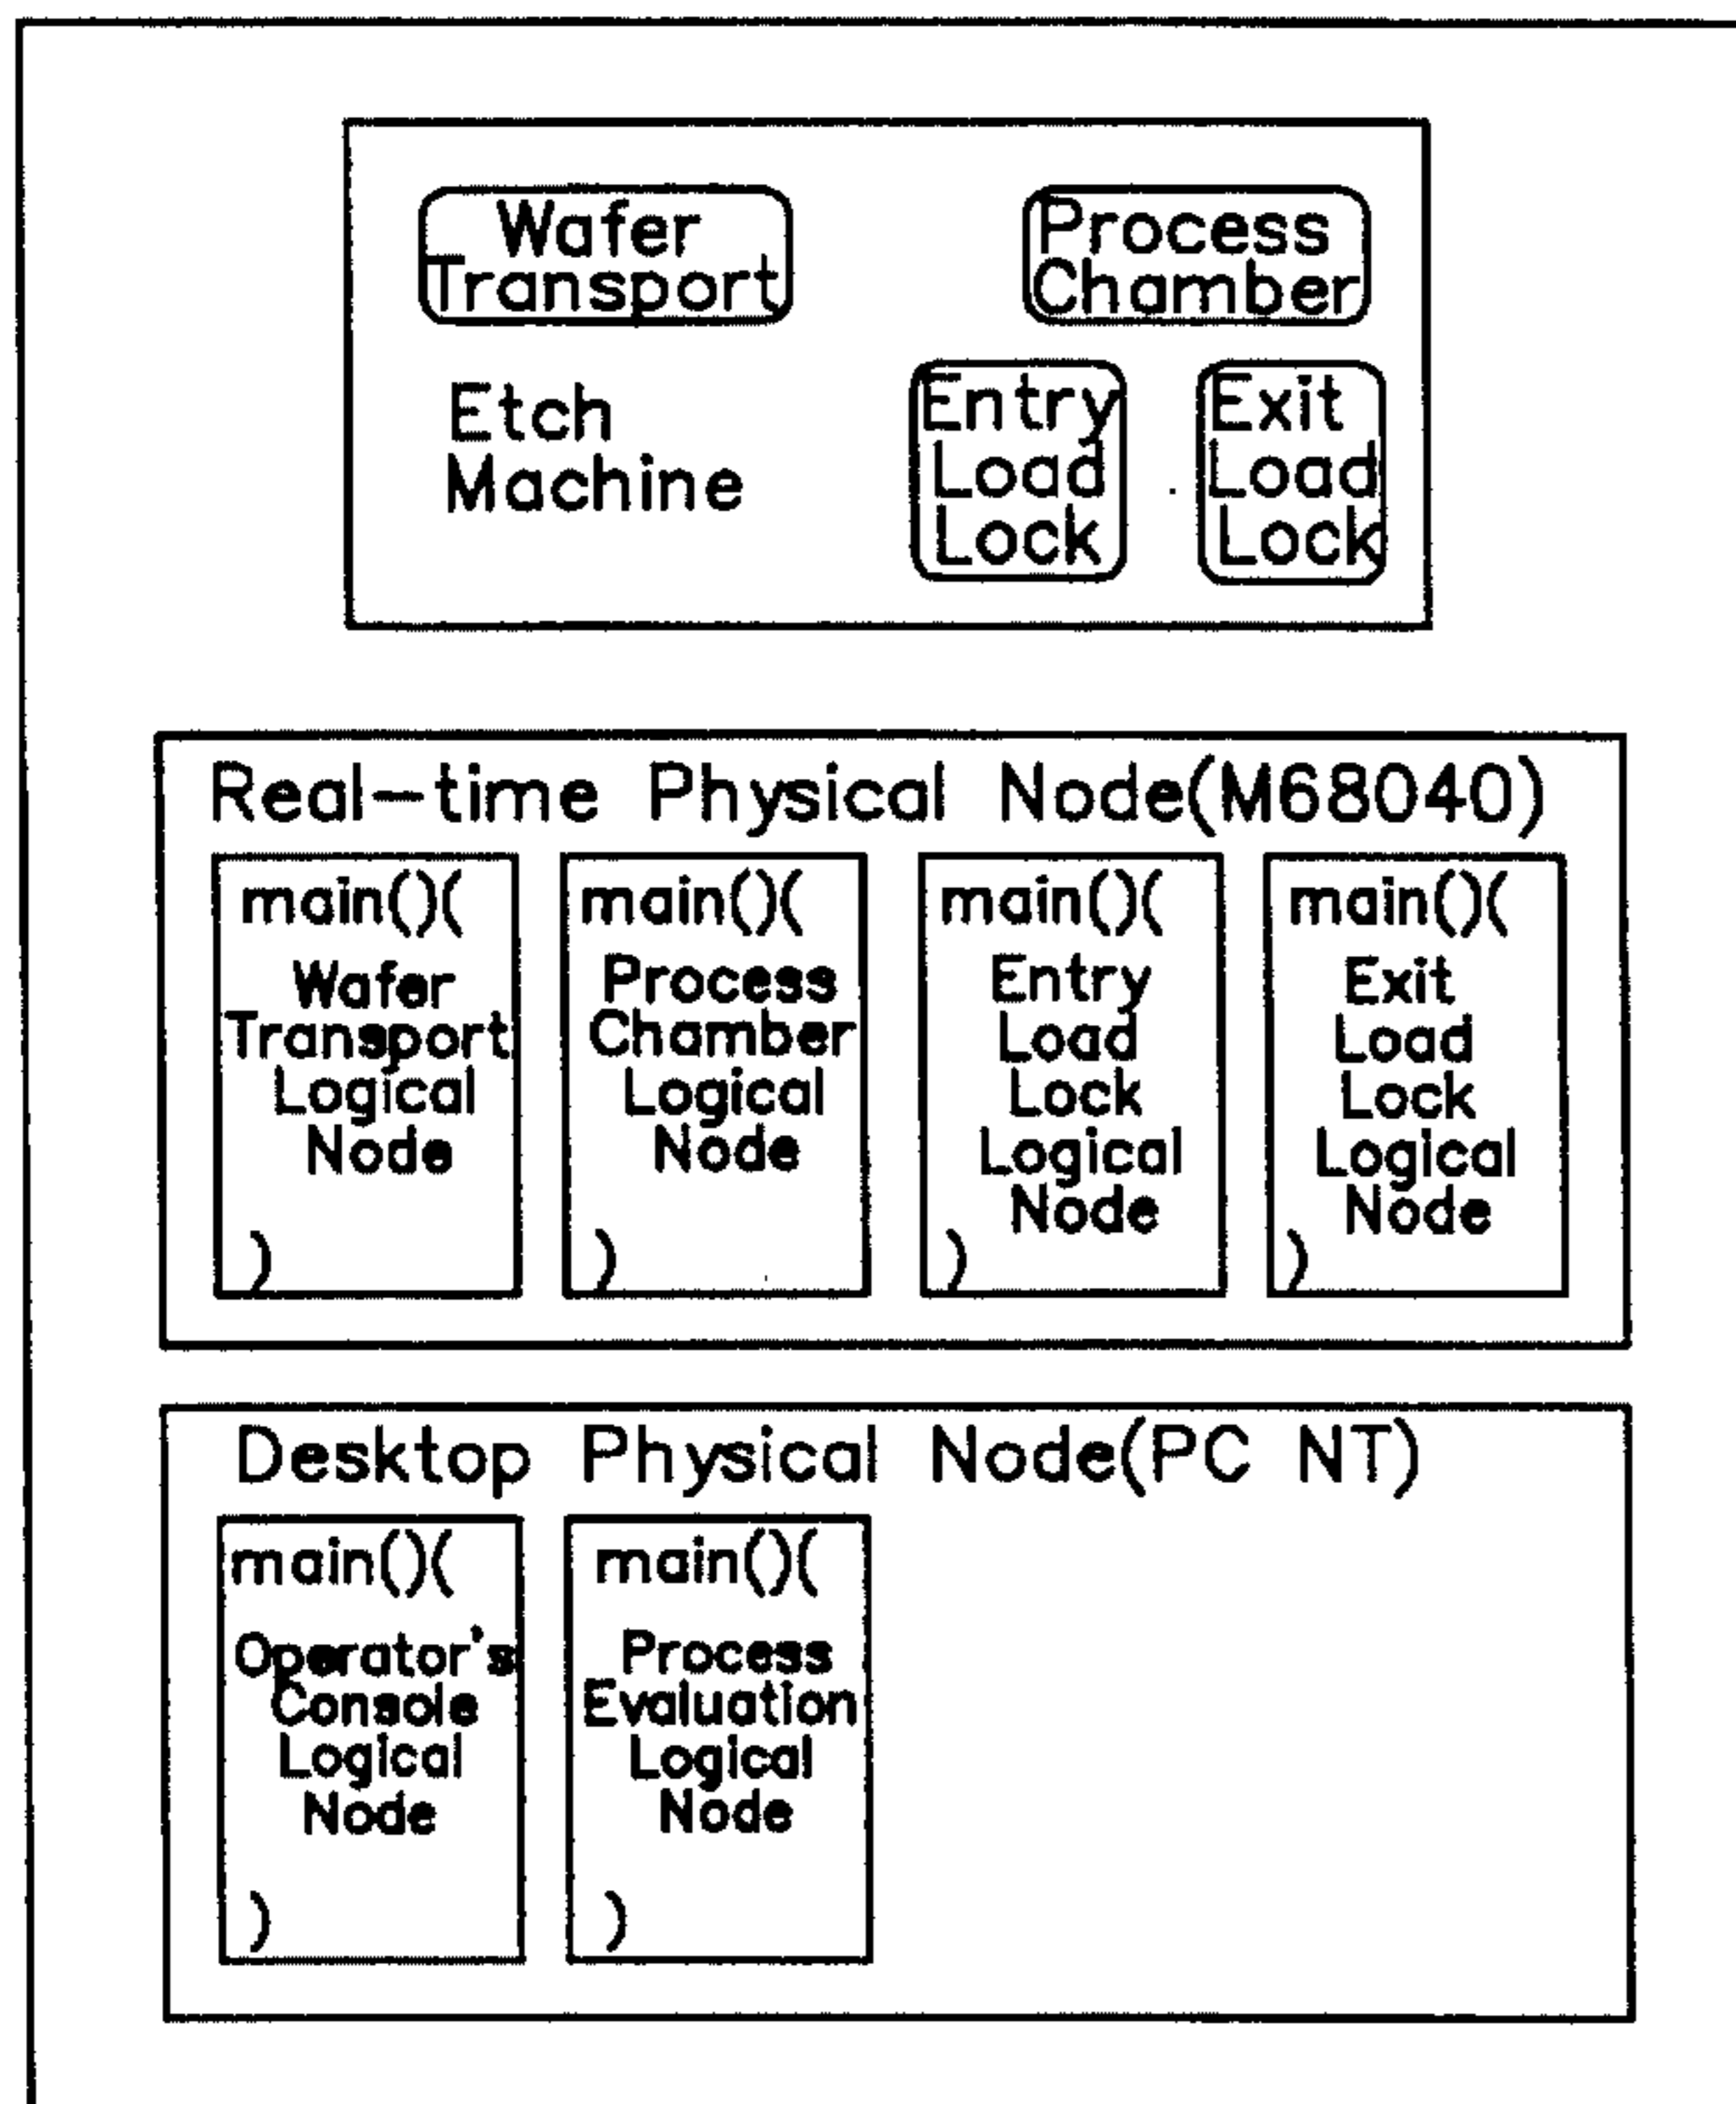 Wafer
Transport
Process
Chamber
Etch
Machine
Entry
Load
Lock
Exit
Load
Lock
Real-time Physical Node(M68040)
main()(
Wafer
Transport
Logical
Node
)
main()(
Process
Chamber
Logical
Node
)
main()(
Entry
Load
Lock
Logical
Node
)
main()(
Exit
Load
Lock
Logical
Node
)
Desktop Physical Node(PC NT)
main()(
Operator's
Console
Logical
Node
)
main()(
Process
Evaluation
Logical
Node
)